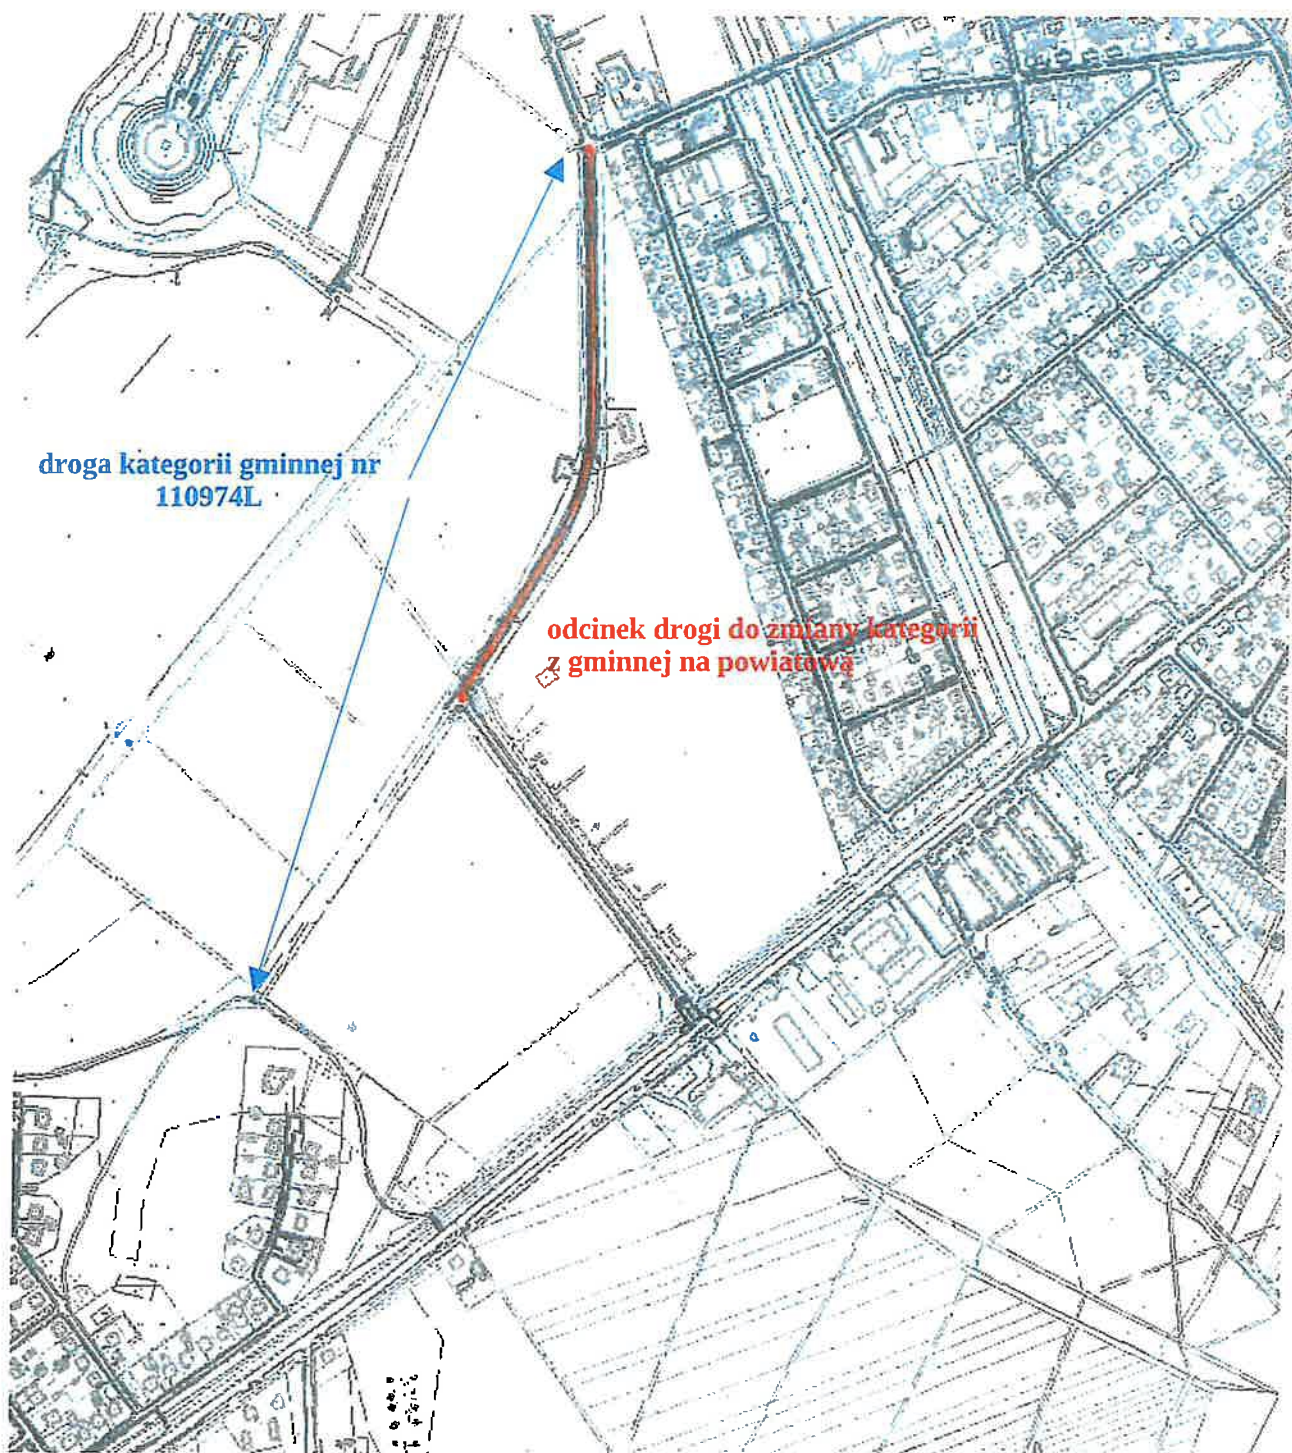 droga kategorii gminnej nr
110974L
odcinek drogi do zmiany kategorii
z gminnej na powiatową